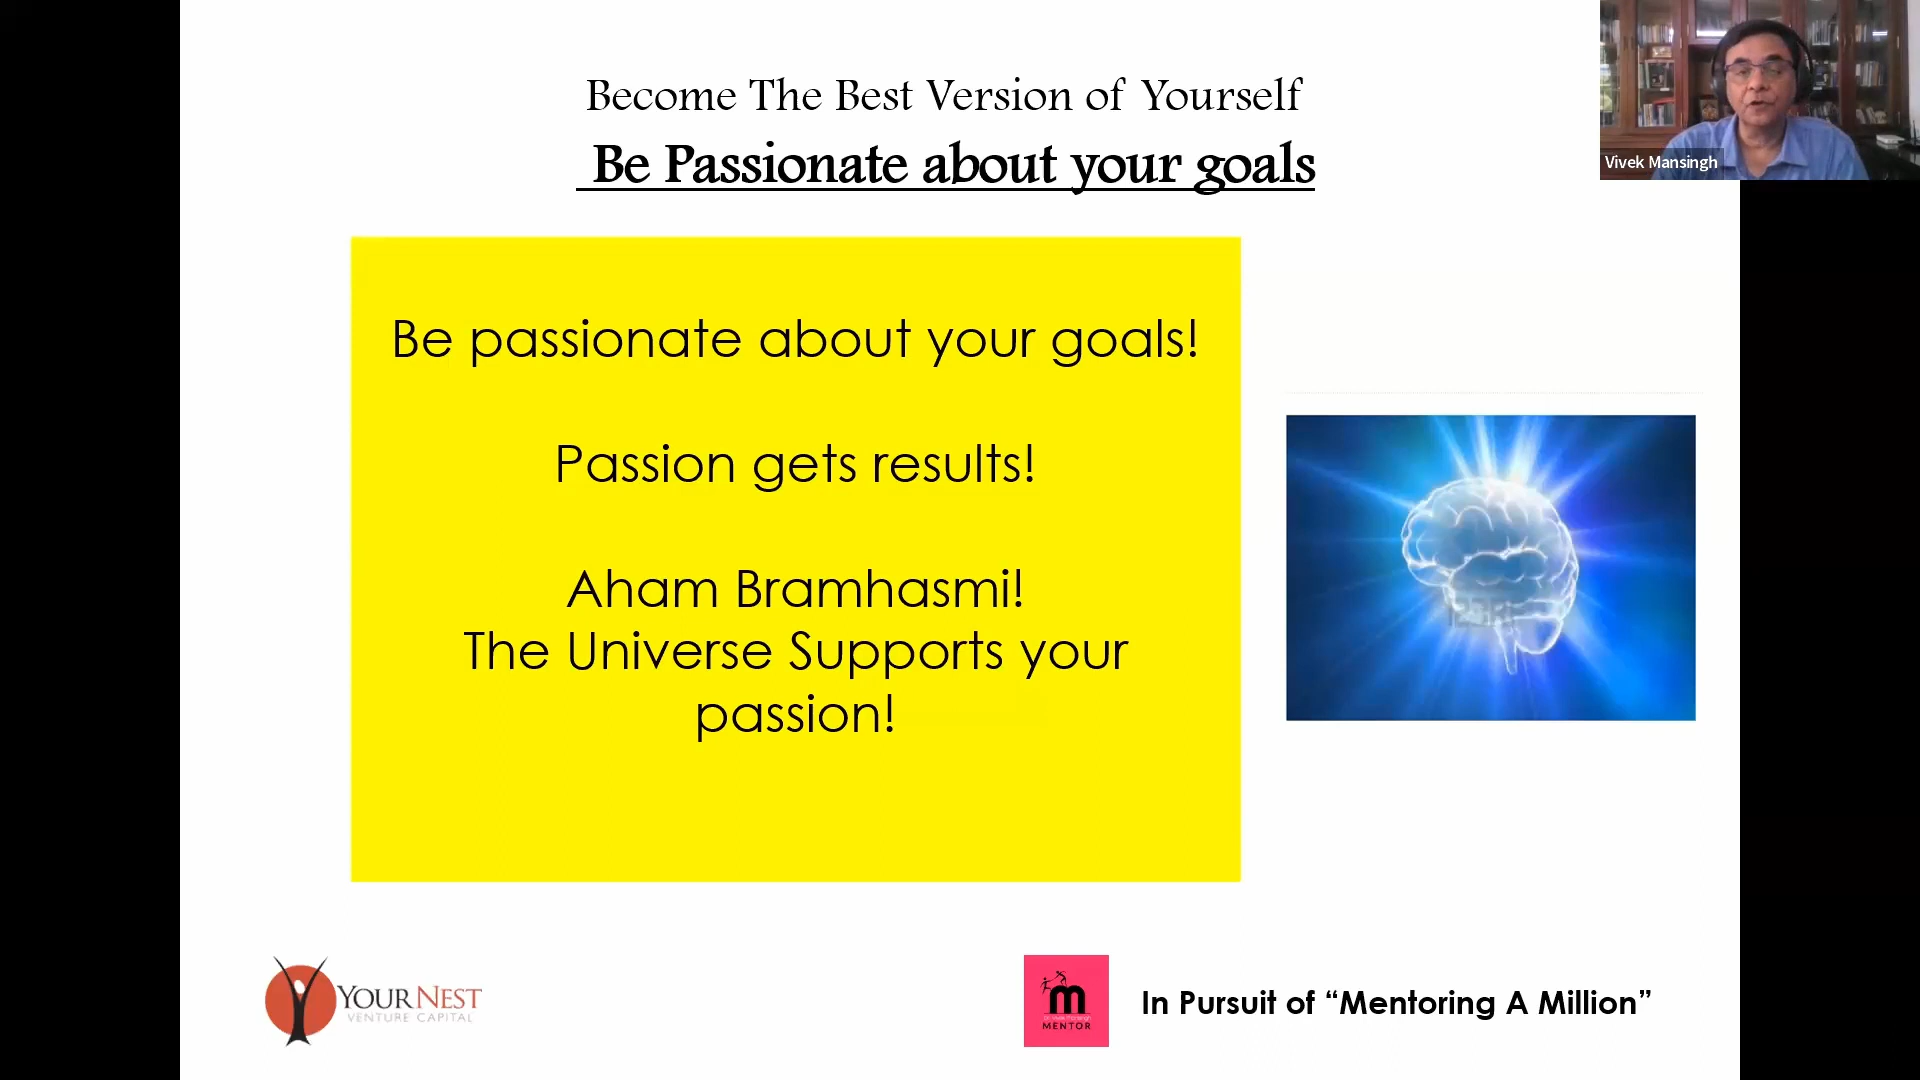 Become The Best Version of Yourself
Be Passionate about your goals
Vivek Mansingh
Be passionate about your goals!
Passion gets results!
Aham Bramhasmi!
The Universe Supports your
passion!
YOUR NEST
VENTURE CAPITAL
m
MENTOR
In Pursuit of “Mentoring A Million”